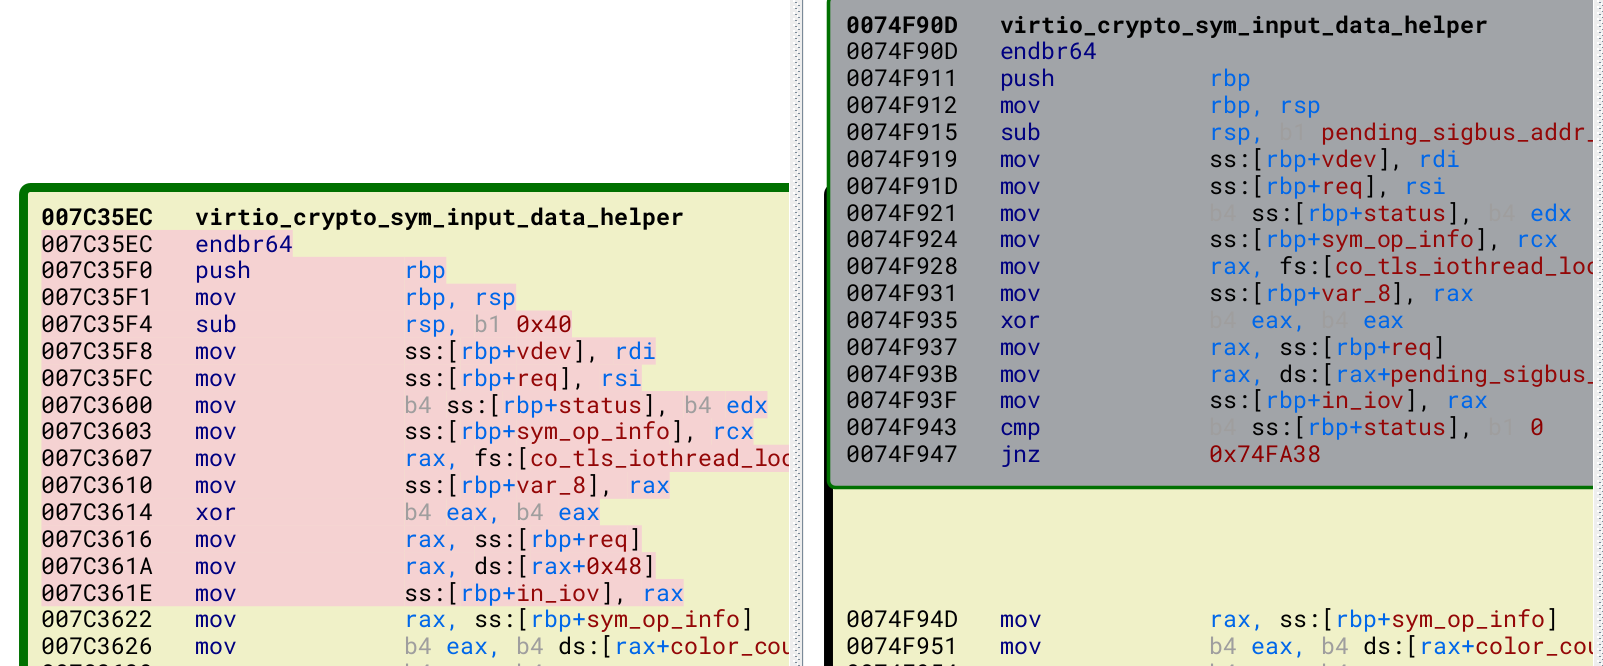 007C35EC virtio_crypto_sym_input_data_helper
007C35EC endbr64
007C35F0 push rbp
007C35F1 mov rbp, rsp
007C35F4 sub rsp, b1 0x40
007C35F8 mov ss:[rbp+vdev], rdi
007C35FC mov ss:[rbp+req], rsi
007C3600 mov b4 ss:[rbp+status], b4 edx
007C3603 mov ss:[rbp+sym_op_info], rcx
007C3607 mov rax, fs:[co_tls_iothread_loc
007C3610 mov ss:[rbp+var_8], rax
007C3614 xor b4 eax, b4 eax
007C3616 mov rax, ss:[rbp+req]
007C361A mov rax, ds:[rax+0x48]
007C361E mov ss:[rbp+in_iov], rax
007C3622 mov rax, ss:[rbp+sym_op_info]
007C3626 mov b4 eax, b4 ds:[rax+color_cou
0074F90D virtio_crypto_sym_input_data_helper
0074F90D endbr64
0074F911 push rbp
0074F912 mov rbp, rsp
0074F915 sub rsp, b1 pending_sigbus_addr_
0074F919 mov ss:[rbp+vdev], rdi
0074F91D mov ss:[rbp+req], rsi
0074F921 mov b4 ss:[rbp+status], b4 edx
0074F924 mov ss:[rbp+sym_op_info], rcx
0074F928 mov rax, fs:[co_tls_iothread_loc
0074F931 mov ss:[rbp+var_8], rax
0074F935 xor b4 eax, b4 eax
0074F937 mov rax, ss:[rbp+req]
0074F93B mov rax, ds:[rax+pending_sigbus_
0074F93F mov ss:[rbp+in_iov], rax
0074F943 cmp b4 ss:[rbp+status], b1 0
0074F947 jnz 0x74FA38
0074F94D mov rax, ss:[rbp+sym_op_info]
0074F951 mov b4 eax, b4 ds:[rax+color_cou